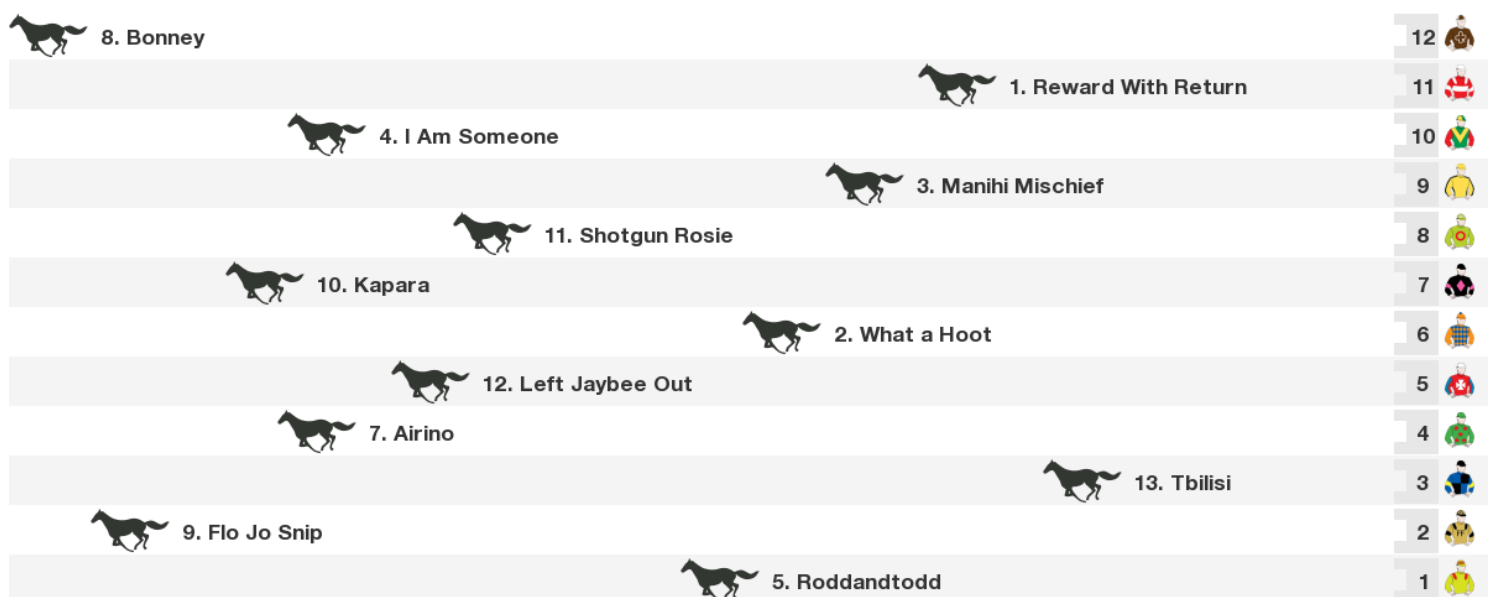 8. Bonney 12
1. Reward With Return 11
4. I Am Someone 10
3. Manihi Mischief 9
11. Shotgun Rosie 8
10. Kapara 7
2. What a Hoot 6
12. Left Jaybee Out 5
7. Airino 4
13. Tbilisi 3
9. Flo Jo Snip 2
5. Roddandtodd 1